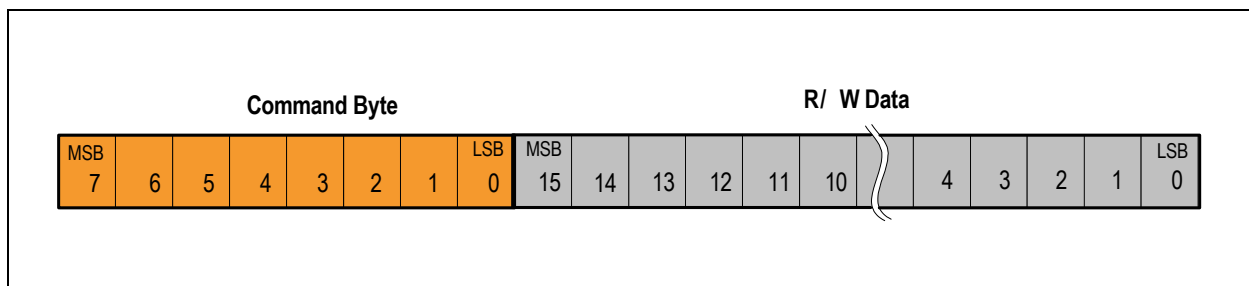 Command Byte R/ W Data
MSB LSB MSB LSB
7 6 5 4 3 2 1 0 15 14 13 12 11 10 4 3 2 1 0